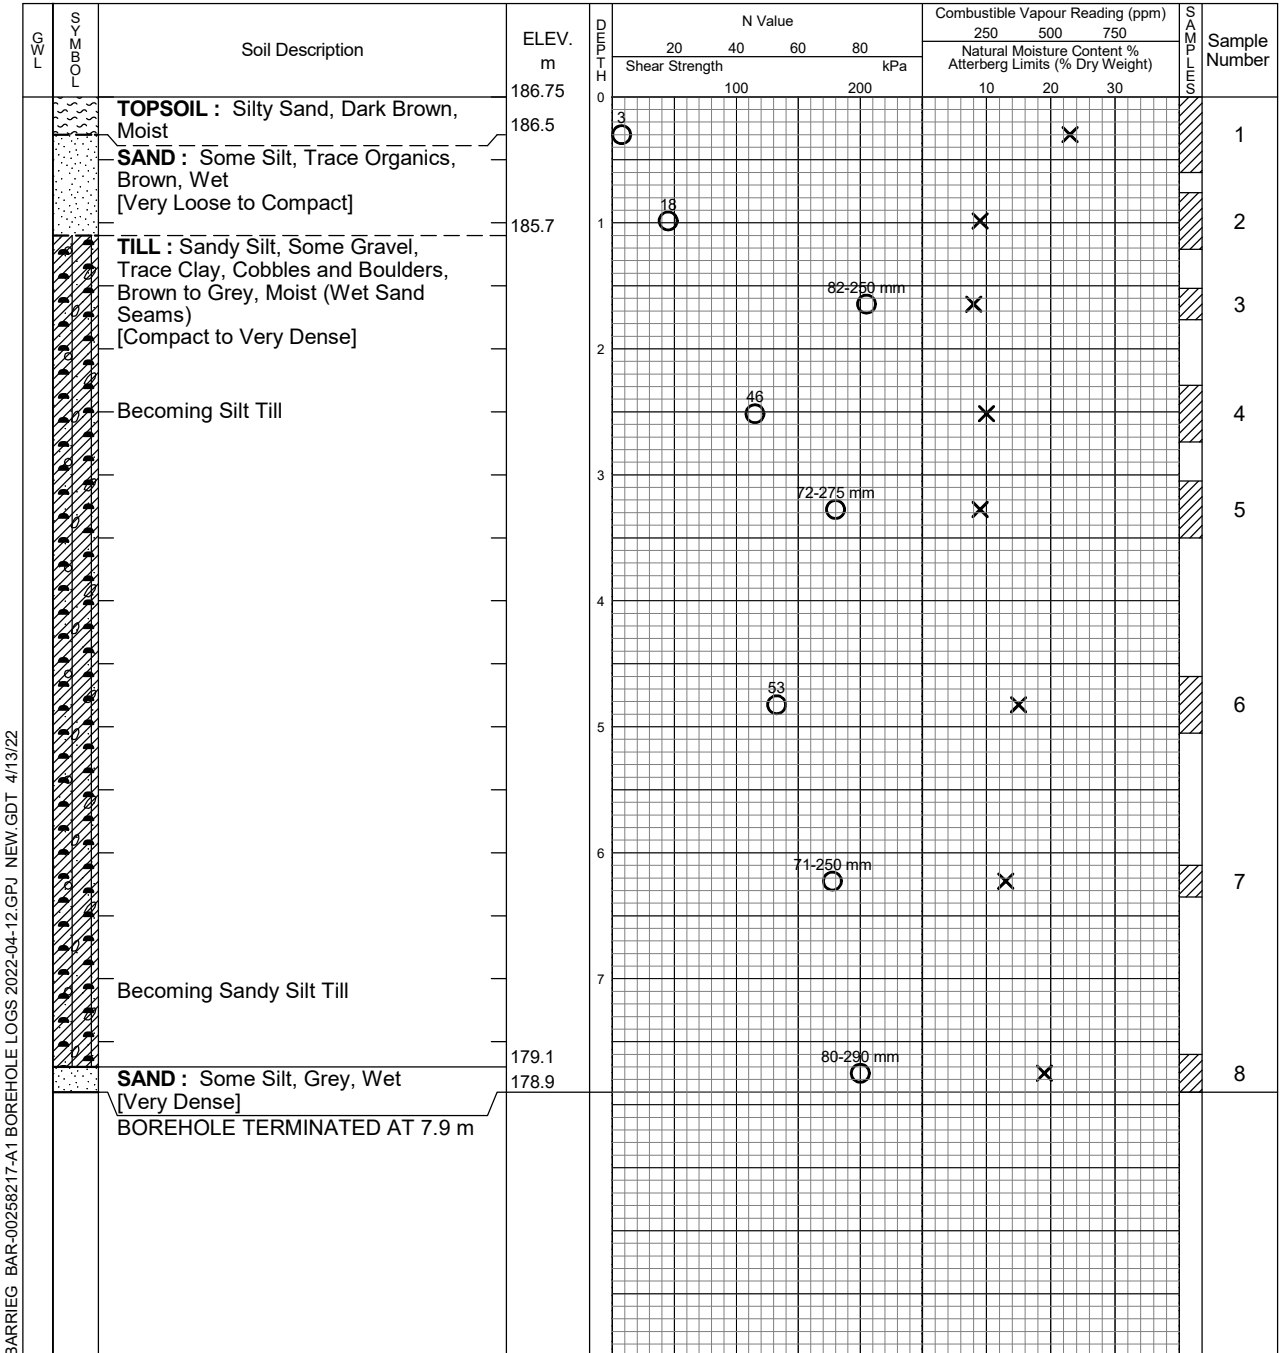 GWL
SYMBOL
Soil Description
ELEV.
m
DEPTH
N Value
20 40 60 80
Shear Strength kPa
100 200
Combustible Vapour Reading (ppm)
250 500 750
Natural Moisture Content %
Atterberg Limits (% Dry Weight)
10 20 30
SAMPLES
Sample
Number
186.75
0
TOPSOIL : Silty Sand, Dark Brown,
Moist
186.5
3
1
SAND : Some Silt, Trace Organics,
Brown, Wet
[Very Loose to Compact]
185.7
1
18
2
TILL : Sandy Silt, Some Gravel,
Trace Clay, Cobbles and Boulders,
Brown to Grey, Moist (Wet Sand
Seams)
[Compact to Very Dense]
82-250 mm
3
2
Becoming Silt Till
46
4
3
72-275 mm
5
4
53
6
5
6
71-250 mm
7
7
Becoming Sandy Silt Till
179.1
80-290 mm
8
SAND : Some Silt, Grey, Wet
[Very Dense]
178.9
BOREHOLE TERMINATED AT 7.9 m
BARRIEG BAR-00258217-A1 BOREHOLE LOGS 2022-04-12.GPJ NEW.GDT 4/13/22